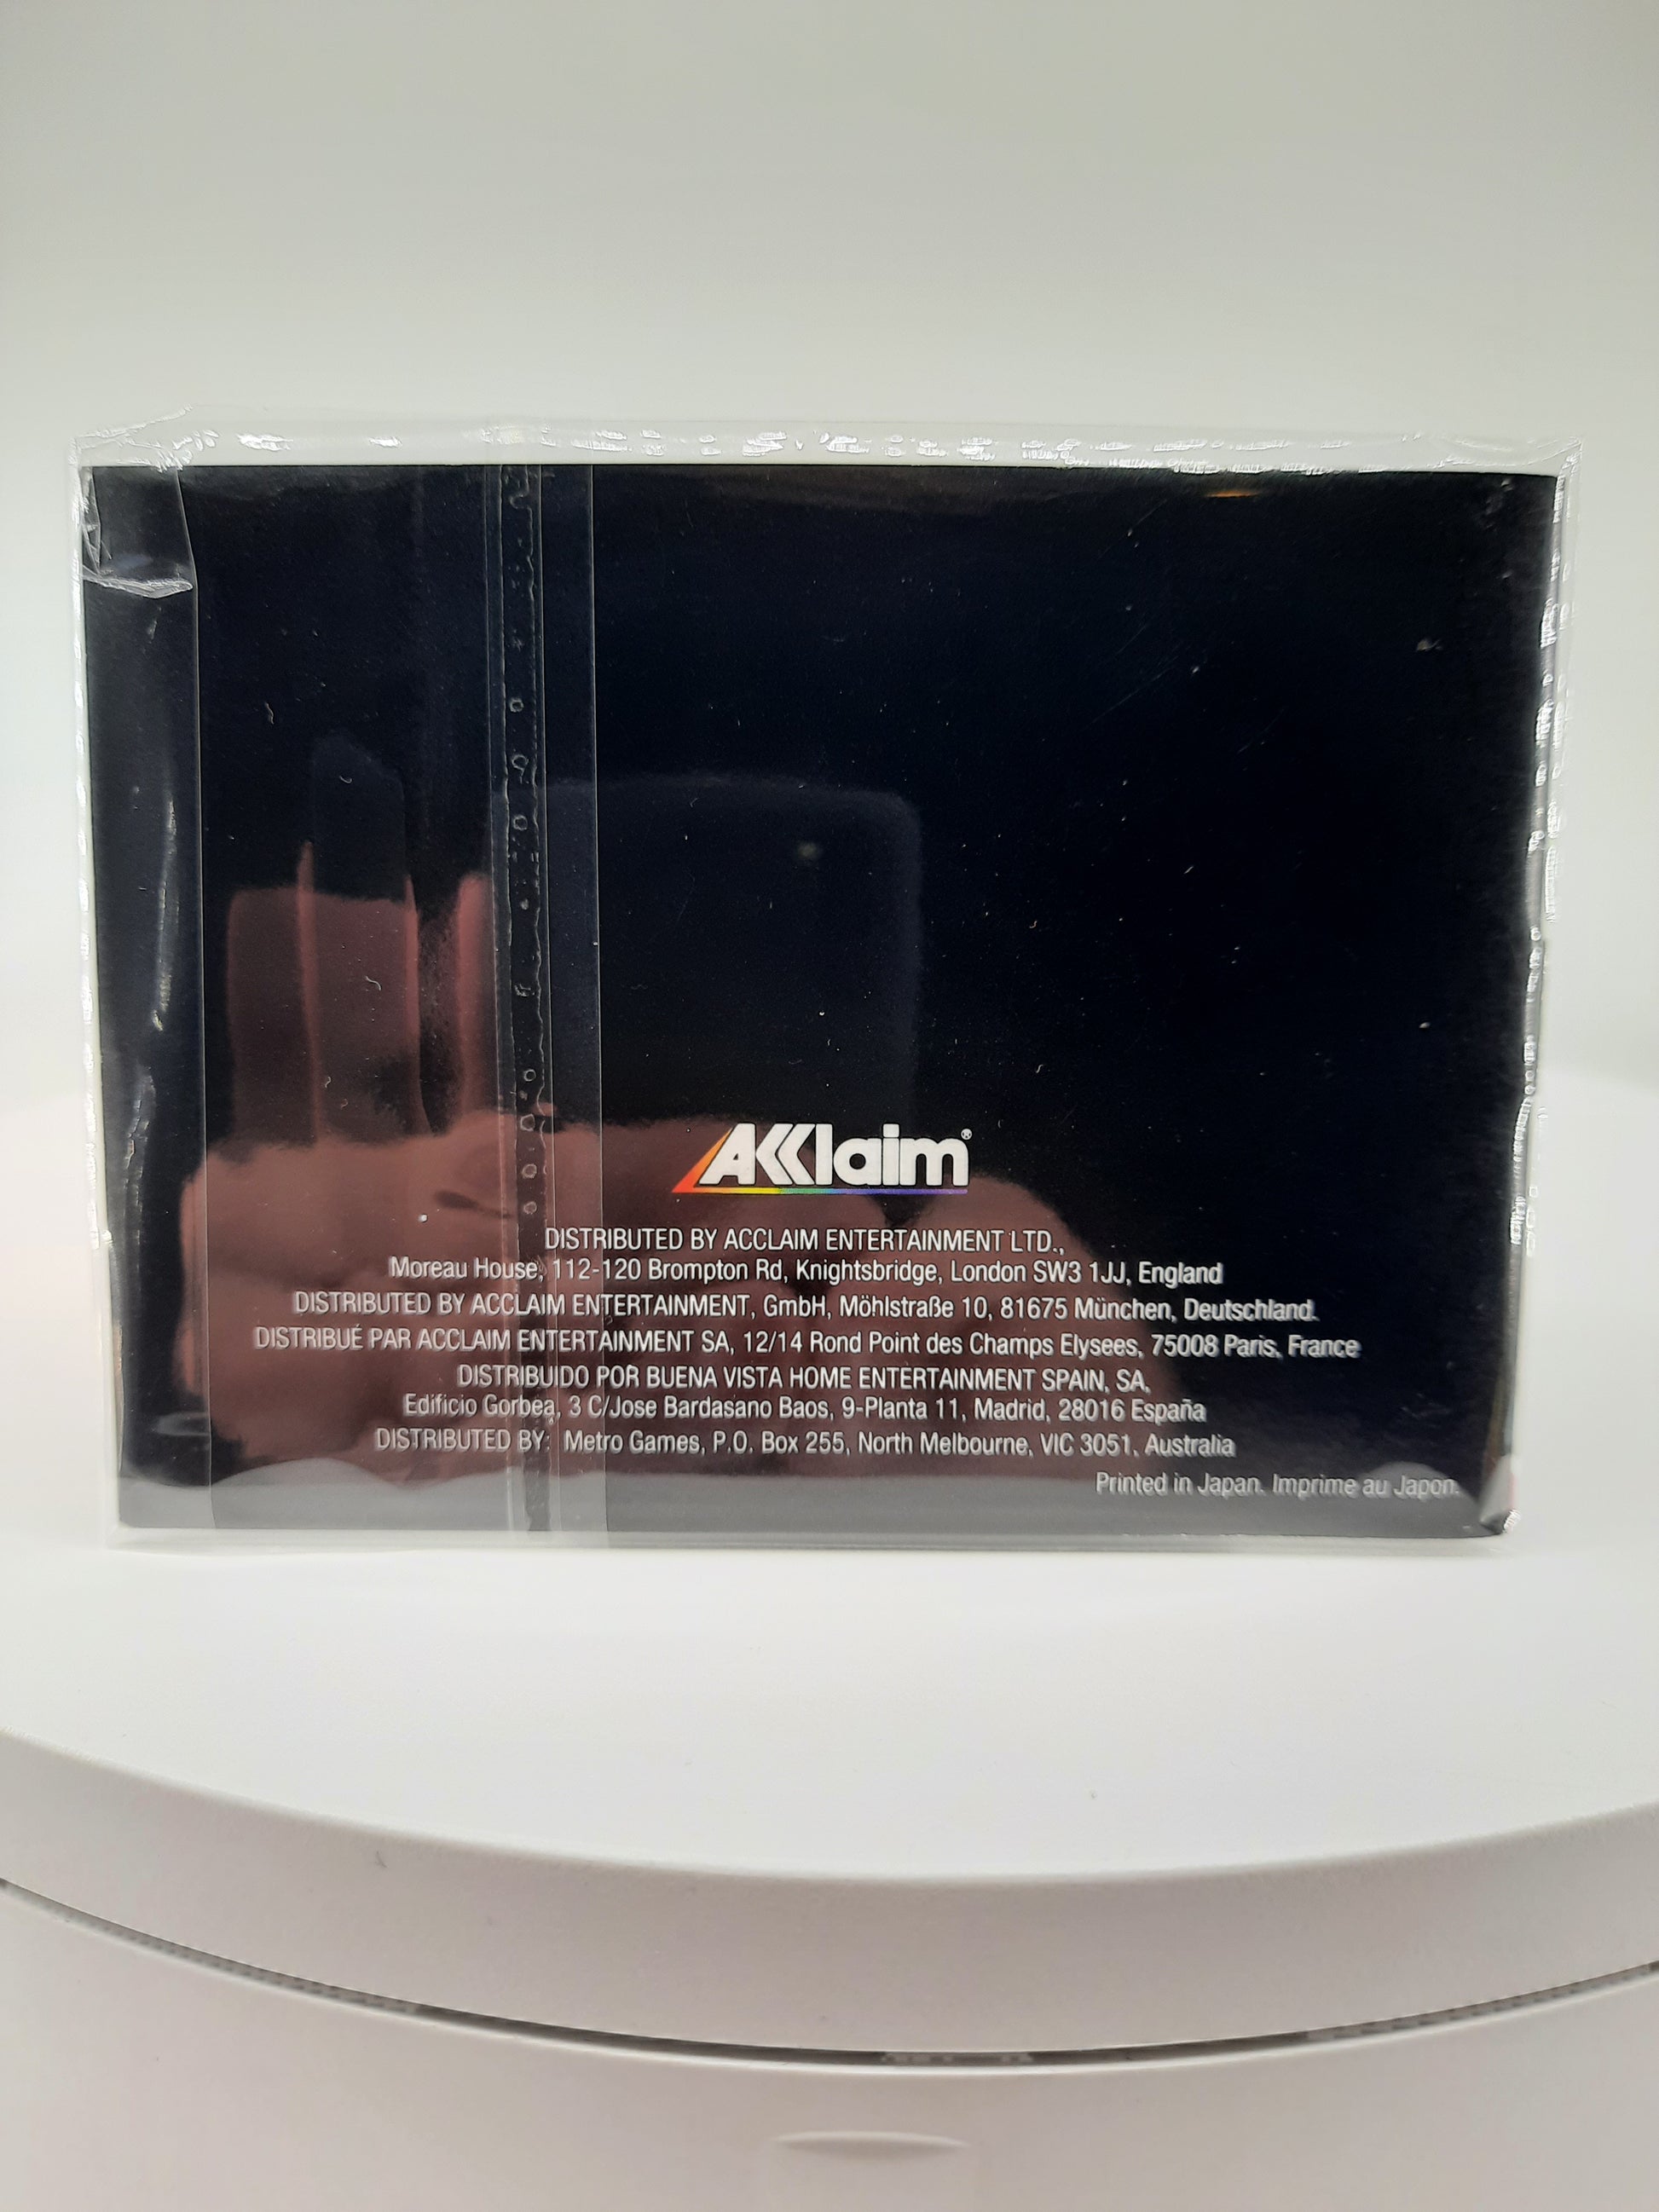 AKKlaim®
DISTRIBUTED BY ACCLAIM ENTERTAINMENT LTD.,
Moreau House, 112-120 Brompton Rd, Knightsbridge, London SW3 1JJ, England
DISTRIBUTED BY ACCLAIM ENTERTAINMENT, GmbH, Möhlstraße 10, 81675 München, Deutschland.
DISTRIBUÉ PAR ACCLAIM ENTERTAINMENT SA, 12/14 Rond Point des Champs Elysees, 75008 Paris, France
DISTRIBUIDO POR BUENA VISTA HOME ENTERTAINMENT SPAIN, SA,
Edificio Gorbea, 3 C/Jose Bardasano Baos, 9-Planta 11, Madrid, 28016 España
DISTRIBUTED BY: Metro Games, P.O. Box 255, North Melbourne, VIC 3051, Australia
Printed in Japan. Imprime au Japon.